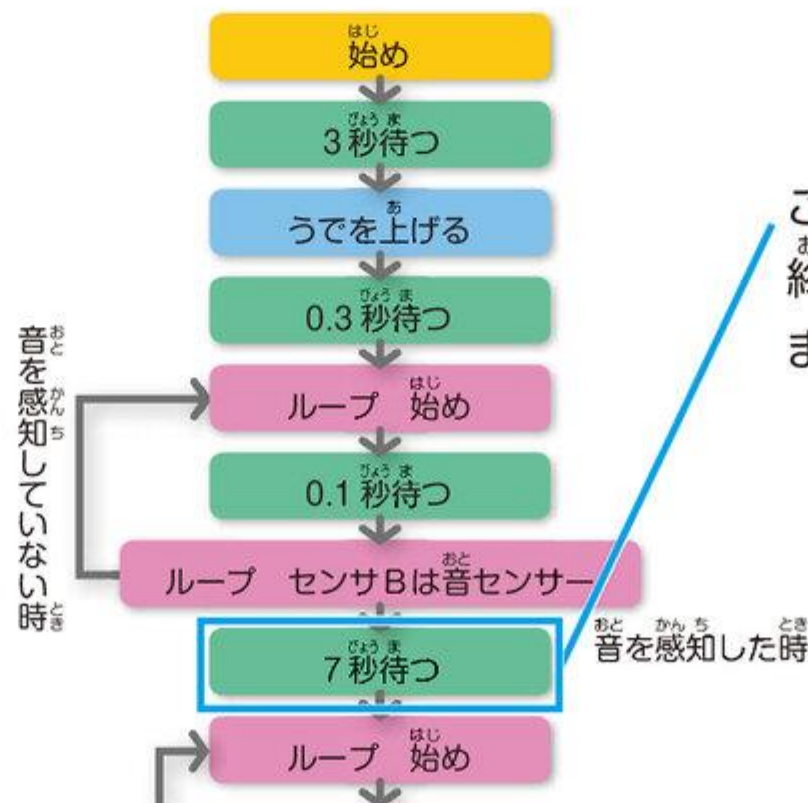 始め
3秒待つ
うでを上げる
0.3秒待つ
ループ 始め
0.1秒待つ
ループ センサBは音センサー
音を感知していない時
7秒待つ
音を感知した時
ループ 始め